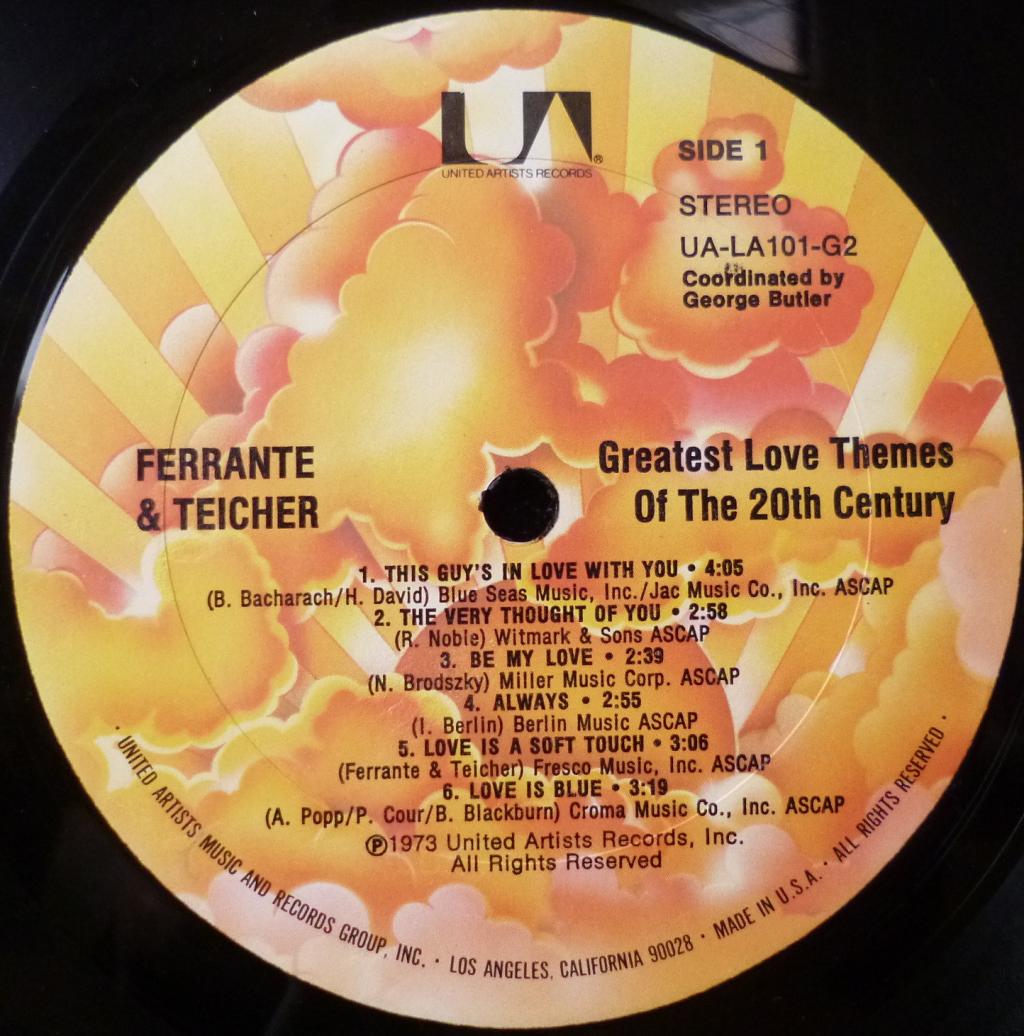 UA®
UNITED ARTISTS RECORDS
SIDE 1
STEREO
UA-LA101-G2
Coordinated by
George Butler
FERRANTE
& TEICHER
Greatest Love Themes
Of The 20th Century
1. THIS GUY'S IN LOVE WITH YOU • 4:05
(B. Bacharach/H. David) Blue Seas Music, Inc./Jac Music Co., Inc. ASCAP
2. THE VERY THOUGHT OF YOU • 2:58
(R. Noble) Witmark & Sons ASCAP
3. BE MY LOVE • 2:39
(N. Brodszky) Miller Music Corp. ASCAP
4. ALWAYS • 2:55
(I. Berlin) Berlin Music ASCAP
5. LOVE IS A SOFT TOUCH • 3:06
(Ferrante & Teicher) Fresco Music, Inc. ASCAP
6. LOVE IS BLUE • 3:19
(A. Popp/P. Cour/B. Blackburn) Croma Music Co., Inc. ASCAP
℗1973 United Artists Records, Inc.
All Rights Reserved
· UNITED ARTISTS MUSIC AND RECORDS GROUP, INC. · LOS ANGELES, CALIFORNIA 90028 · MADE IN U.S.A. · ALL RIGHTS RESERVED ·